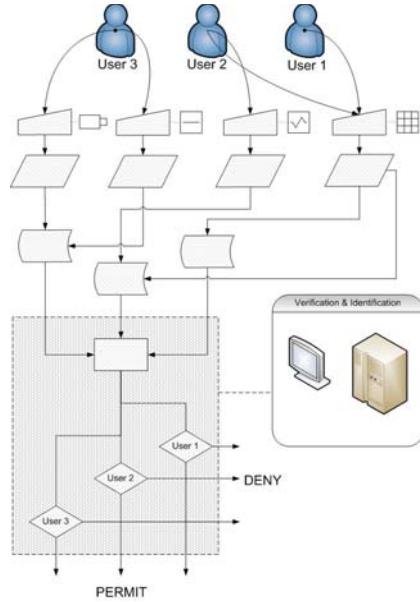 User 3
User 2
User 1
Verification & Identification
User 1
User 2
DENY
User 3
PERMIT